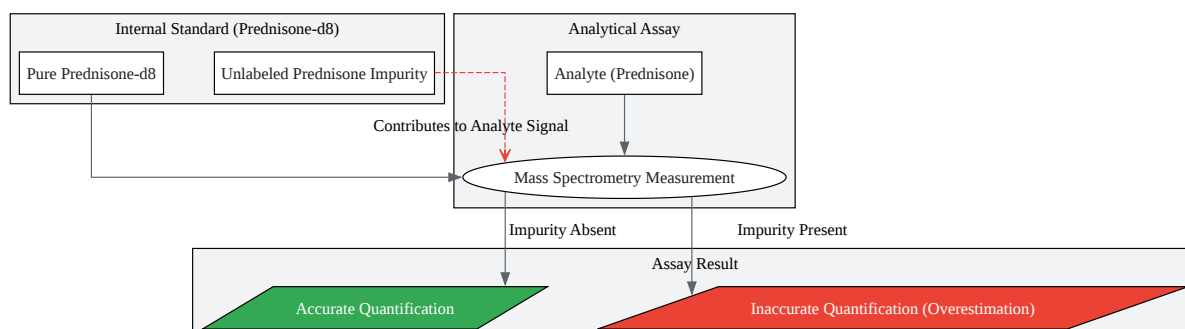 Internal Standard (Prednisone-d8)
Analytical Assay
Pure Prednisone-d8
Unlabeled Prednisone Impurity
Analyte (Prednisone)
Contributes to Analyte Signal
Mass Spectrometry Measurement
Impurity Absent
Impurity Present
Assay Result
Accurate Quantification
Inaccurate Quantification (Overestimation)